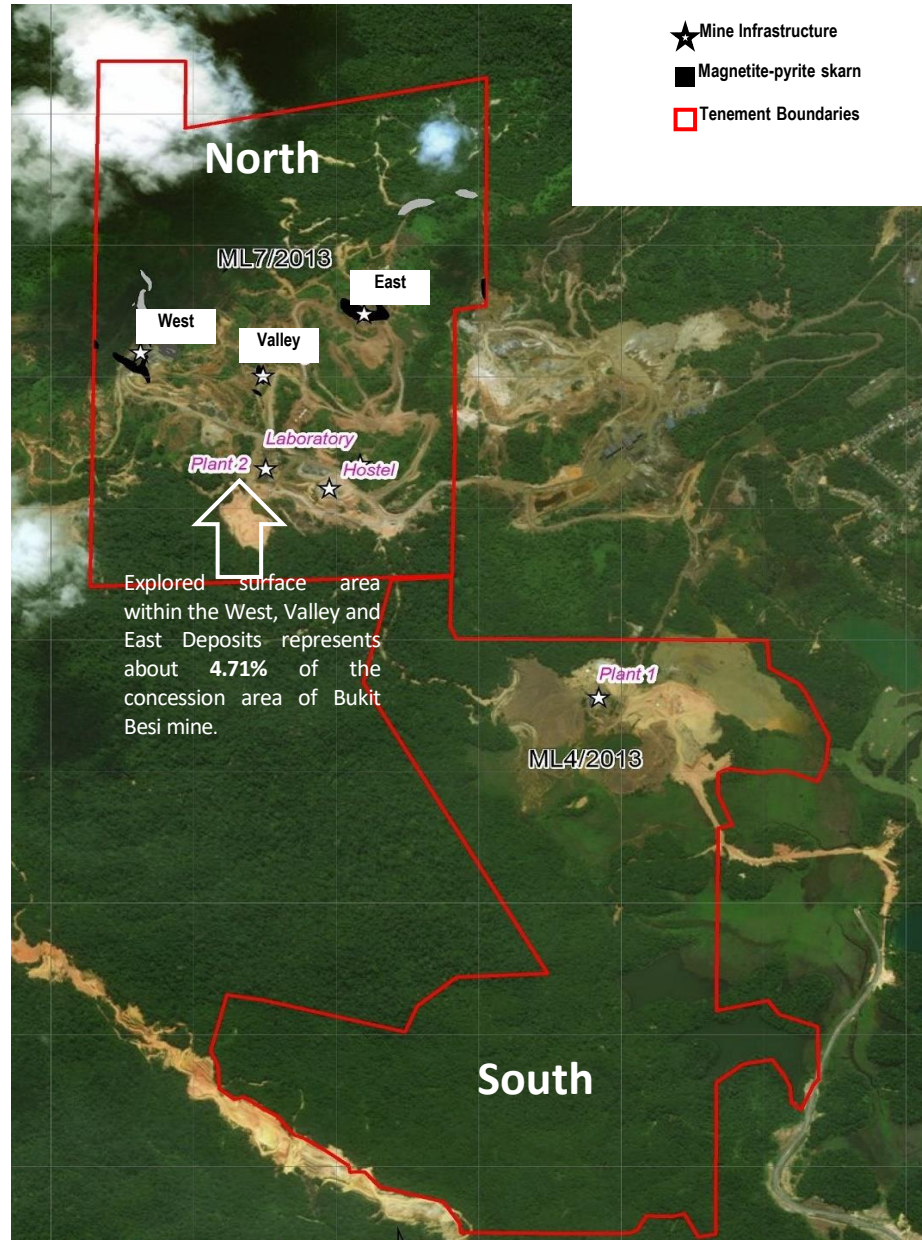 Mine Infrastructure
Magnetite-pyrite skarn
Tenement Boundaries
North
ML7/2013
East
West
Valley
Laboratory
Plant 2
Hostel
Explored surface area
within the West, Valley and
East Deposits represents
about 4.71% of the
concession area of Bukit
Besi mine.
Plant 1
ML4/2013
South